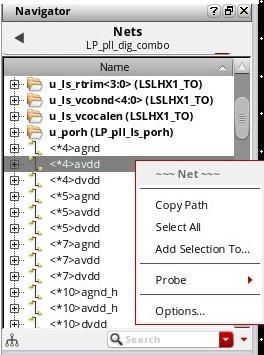 Navigator
Nets
LP_pll_dig_combo
Name
u_ls_rtrim<3:0> (LSLHX1_TO)
u_ls_vcobnd<4:0> (LSLHX1_TO)
u_ls_vcocalen (LSLHX1_TO)
u_porh (LP_pll_ls_porh)
<*4>agnd
<*4>avdd
<*4>dvdd
<*5>agnd
<*5>avdd
<*5>dvdd
<*7>agnd
<*7>avdd
<*7>dvdd
<*10>agnd_h
<*10>avdd_h
<*10>dvdd
~~~ Net ~~~
Copy Path
Select All
Add Selection To...
Probe
Options...
Search